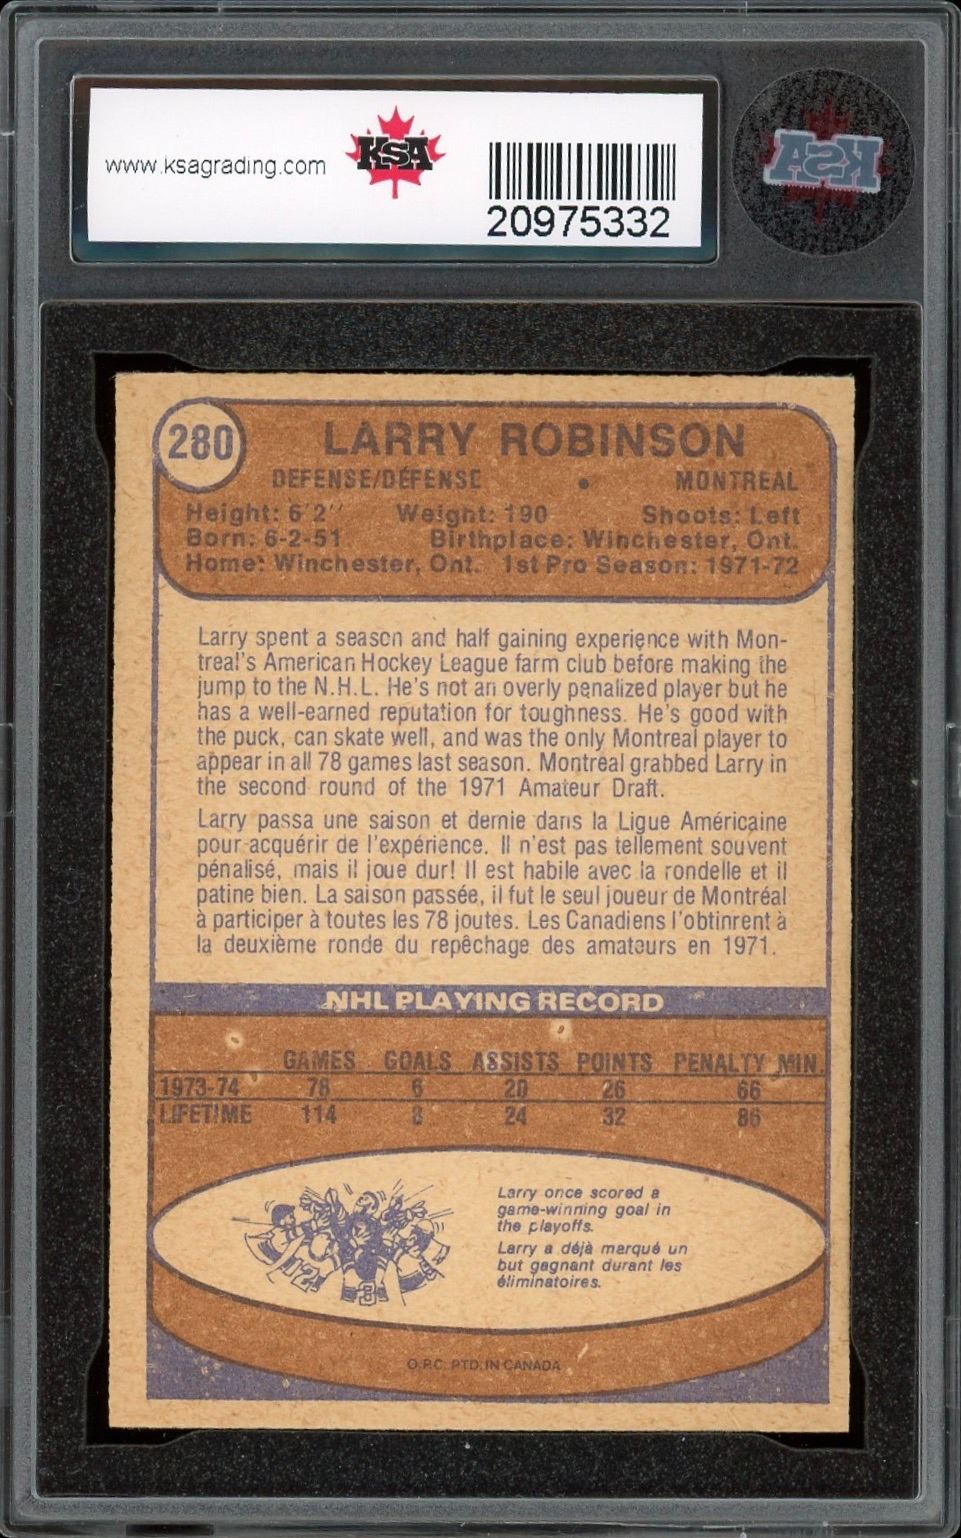 www.ksagrading.com
KSA
20975332
KSA
280
LARRY ROBINSON
DEFENSE/DÉFENSE • MONTREAL
Height: 6'2" Weight: 190 Shoots: Left
Born: 6-2-51 Birthplace: Winchester, Ont.
Home: Winchester, Ont. 1st Pro Season: 1971-72
Larry spent a season and half gaining experience with Mon-
treal's American Hockey League farm club before making the
jump to the N.H.L. He's not an overly penalized player but he
has a well-earned reputation for toughness. He's good with
the puck, can skate well, and was the only Montreal player to
appear in all 78 games last season. Montreal grabbed Larry in
the second round of the 1971 Amateur Draft.
Larry passa une saison et demie dans la Ligue Américaine
pour acquérir de l'expérience. Il n'est pas tellement souvent
pénalisé, mais il joue dur! Il est habile avec la rondelle et il
patine bien. La saison passée, il fut le seul joueur de Montréal
à participer à toutes les 78 joutes. Les Canadiens l'obtinrent à
la deuxième ronde du repêchage des amateurs en 1971.
NHL PLAYING RECORD
GAMES GOALS ASSISTS POINTS PENALTY MIN.
1973-74 78 6 20 26 66
LIFETIME 114 8 24 32 86
Larry once scored a
game-winning goal in
the playoffs.
Larry a déjà marqué un
but gagnant durant les
éliminatoires.
12
8
O.P.C. PTD. IN CANADA